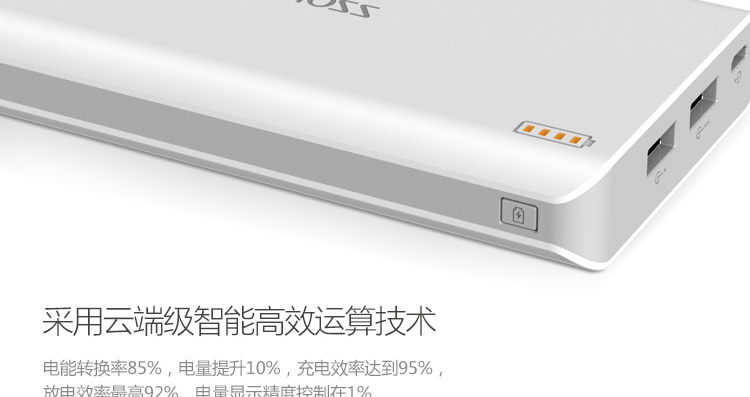 采用云端级智能高效运算技术
电能转换率85%，电量提升10%，充电效率达到95%，
放电效率最高92%，电量显示精度控制在1%